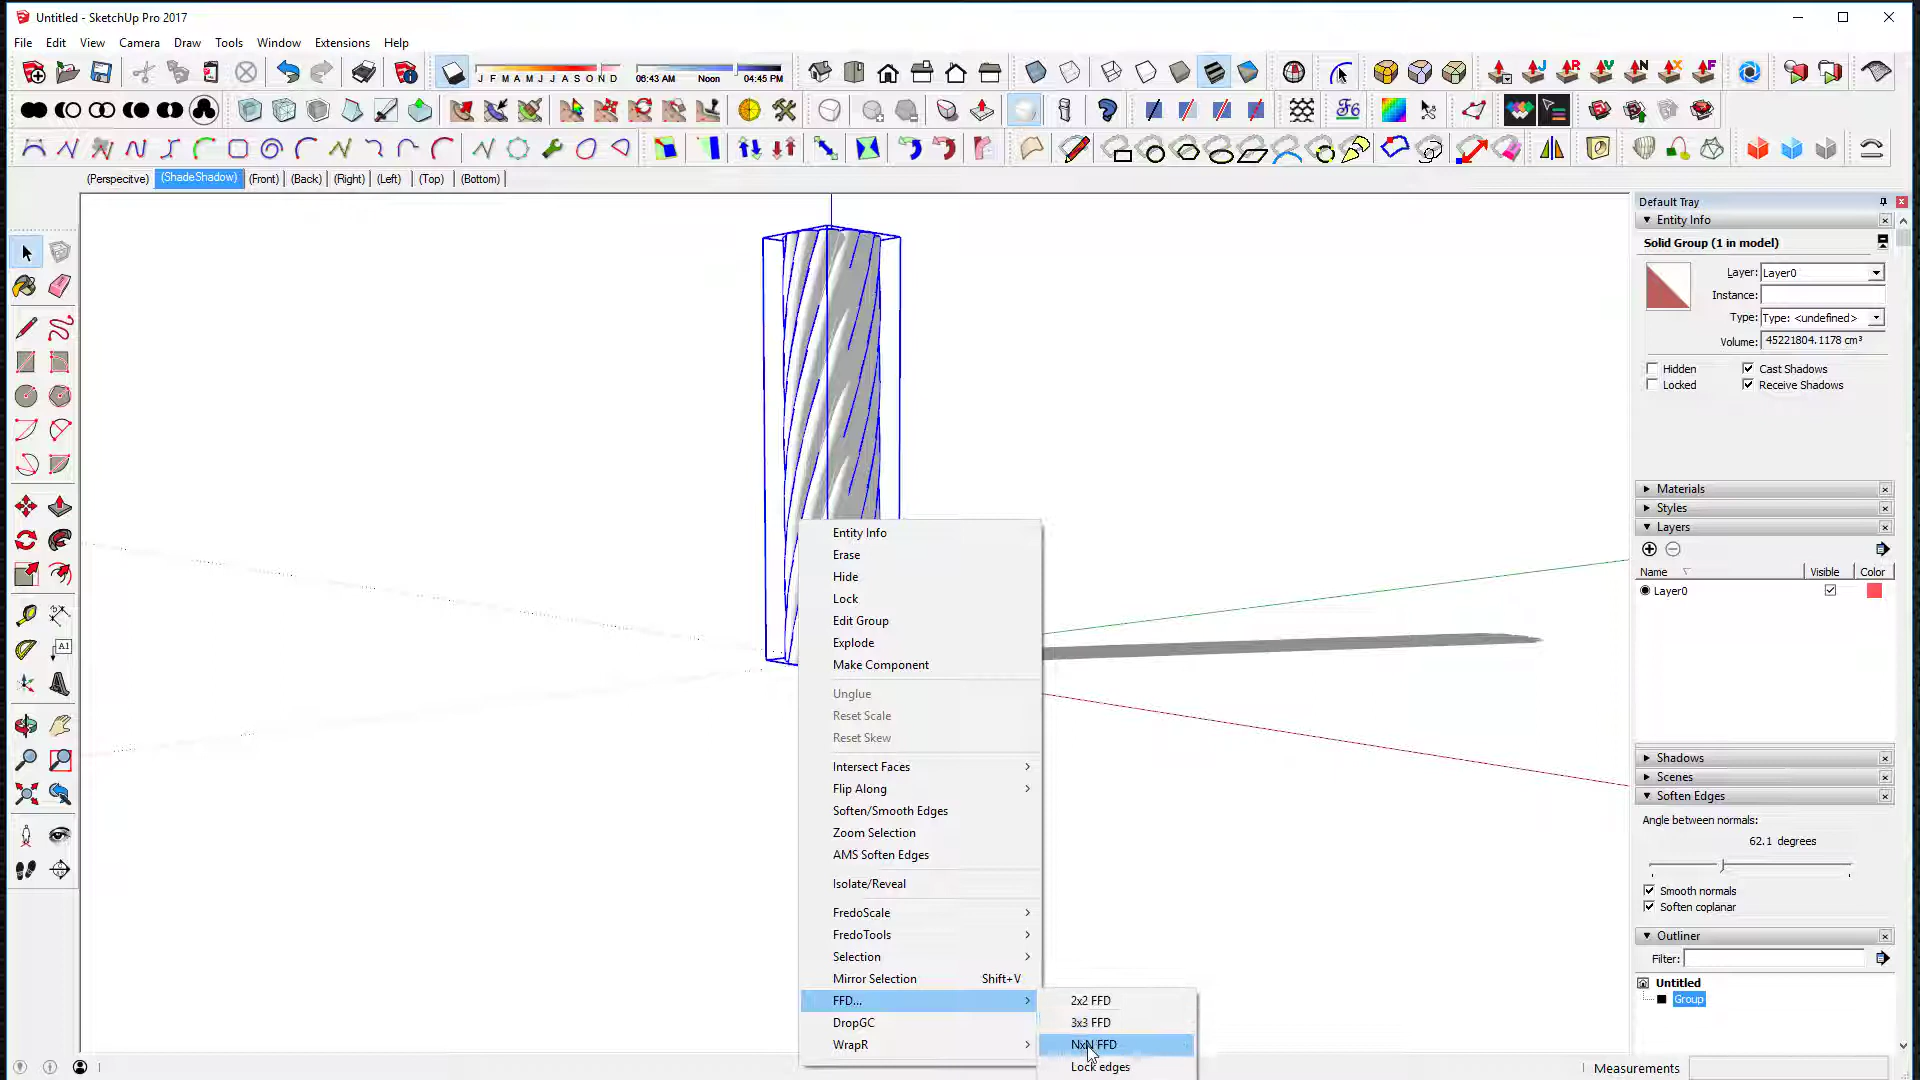 Untitled - SketchUp Pro 2017
File Edit View Camera Draw Tools Window Extensions Help
J F M A M J J A S O N D 06:43 AM Noon 04:45 PM
J R V N X F
F6
(Perspecitve) (ShadeShadow) (Front) (Back) (Right) (Left) (Top) (Bottom)
A1
Default Tray
Entity Info
Solid Group (1 in model)
Layer: Layer0
Instance:
Type: Type: <undefined>
Volume: 45221804.1178 cm³
Hidden Cast Shadows
Locked Receive Shadows
Materials
Styles
Layers
Name Visible Color
Layer0
Shadows
Scenes
Soften Edges
Angle between normals:
62.1 degrees
Smooth normals
Soften coplanar
Outliner
Filter:
Untitled
Group
Entity Info
Erase
Hide
Lock
Edit Group
Explode
Make Component
Unglue
Reset Scale
Reset Skew
Intersect Faces
Flip Along
Soften/Smooth Edges
Zoom Selection
AMS Soften Edges
Isolate/Reveal
FredoScale
FredoTools
Selection
Mirror Selection Shift+V
FFD...
DropGC
WrapR
2x2 FFD
3x3 FFD
NxN FFD
Lock edges
Measurements